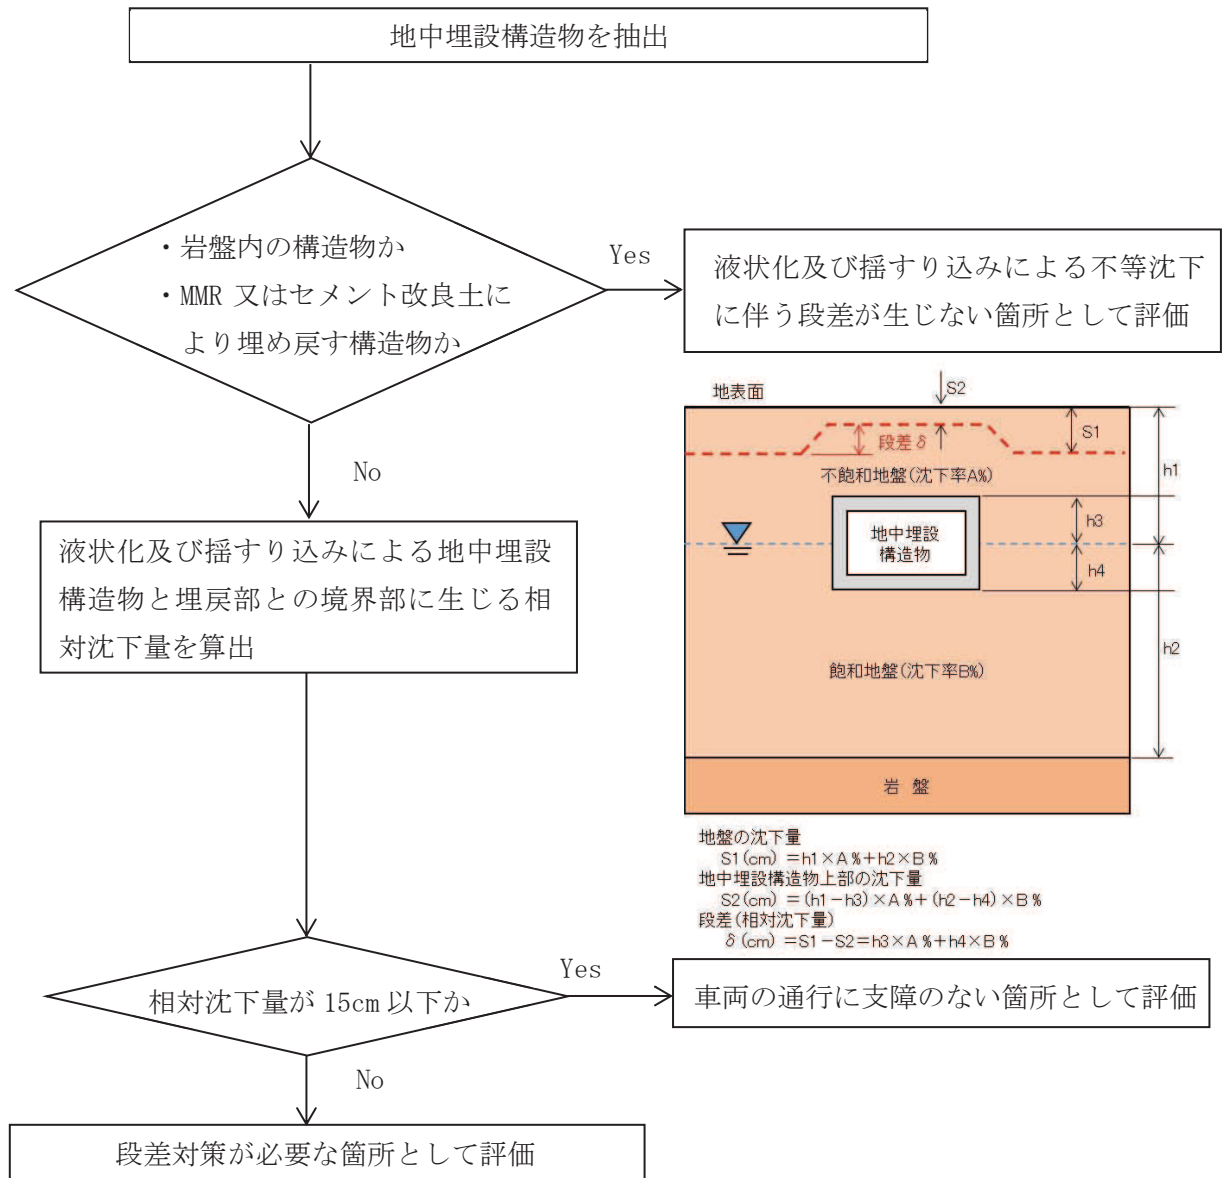 地中埋設構造物を抽出
・岩盤内の構造物か
・MMR 又はセメント改良土に
より埋め戻す構造物か
Yes
液状化及び揺すり込みによる不等沈下
に伴う段差が生じない箇所として評価
No
液状化及び揺すり込みによる地中埋設
構造物と埋戻部との境界部に生じる相
対沈下量を算出
地表面
S2
S1
段差δ
不飽和地盤(沈下率A%)
h1
h3
地中埋設
構造物
h4
h2
飽和地盤(沈下率B%)
岩 盤
地盤の沈下量
S1(cm) =h1×A%+h2×B%
地中埋設構造物上部の沈下量
S2(cm) =(h1-h3)×A%+(h2-h4)×B%
段差(相対沈下量)
δ(cm) =S1-S2=h3×A%+h4×B%
相対沈下量が 15cm 以下か
Yes
車両の通行に支障のない箇所として評価
No
段差対策が必要な箇所として評価